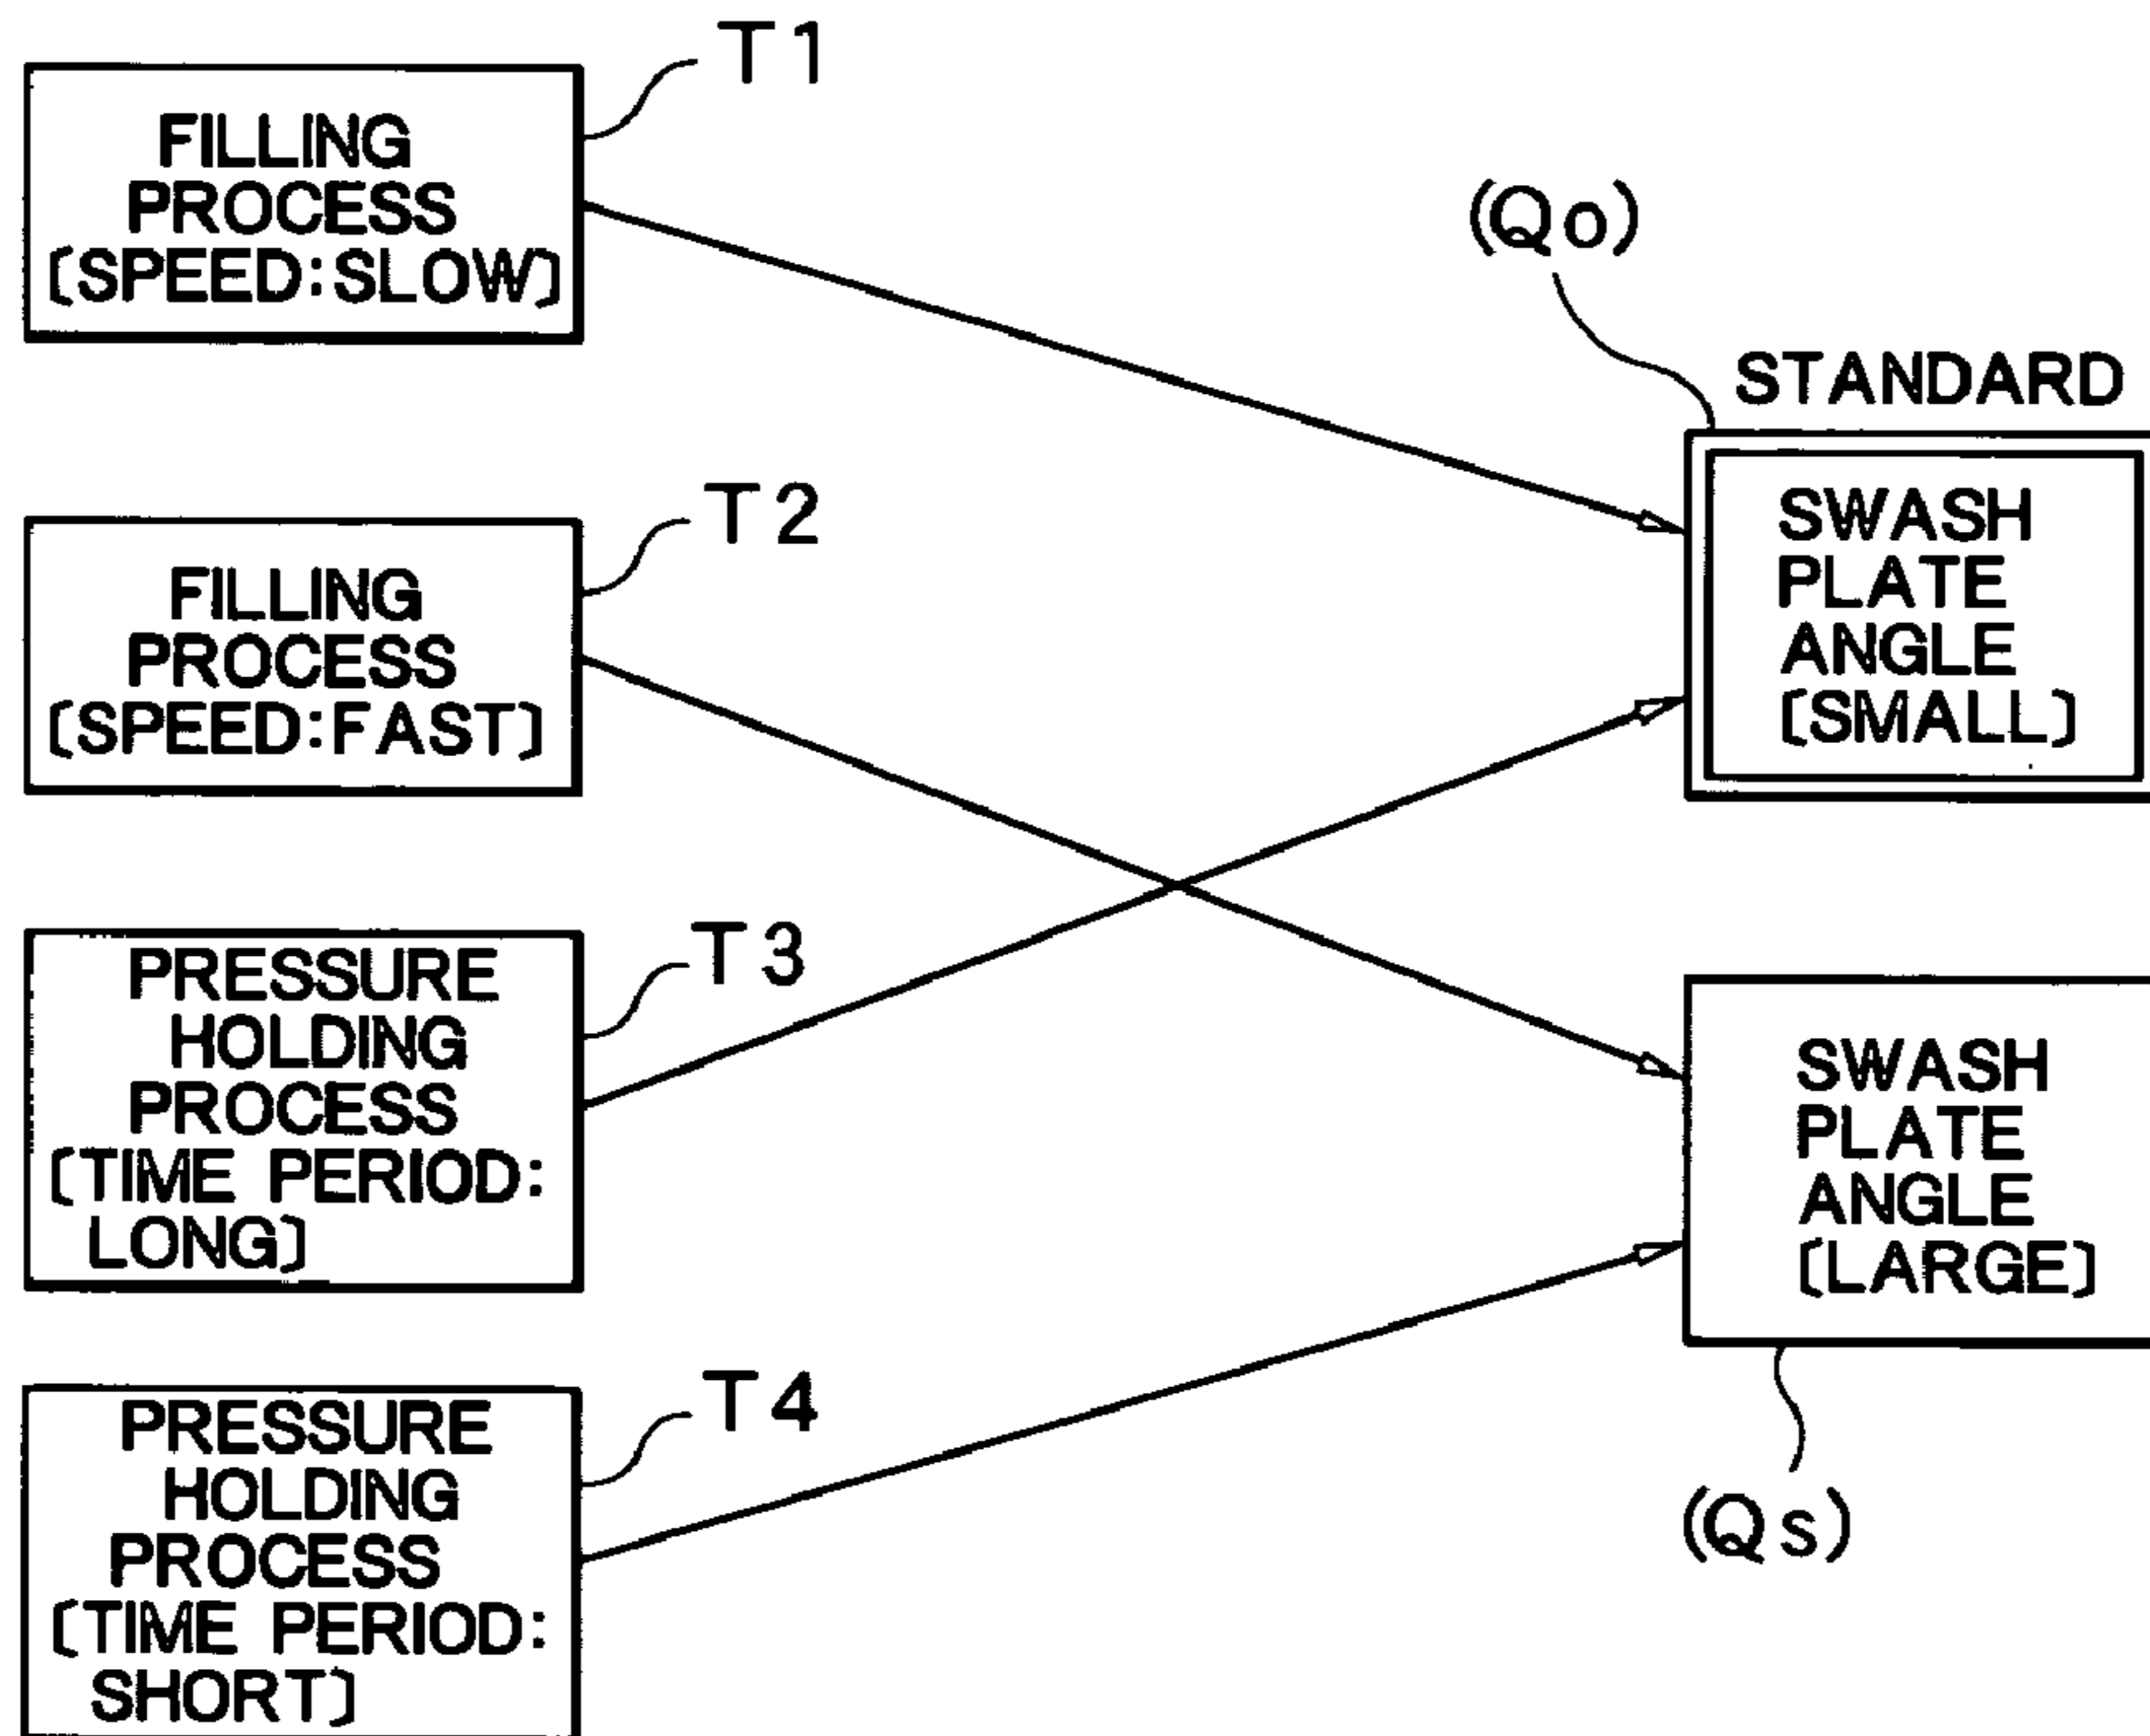 T1
FILLING
PROCESS
[SPEED:SLOW]
T2
FILLING
PROCESS
[SPEED:FAST]
T3
PRESSURE
HOLDING
PROCESS
[TIME PERIOD:
LONG]
T4
PRESSURE
HOLDING
PROCESS
[TIME PERIOD:
SHORT]
(Qo)
STANDARD
SWASH
PLATE
ANGLE
[SMALL]
SWASH
PLATE
ANGLE
[LARGE]
(Qs)